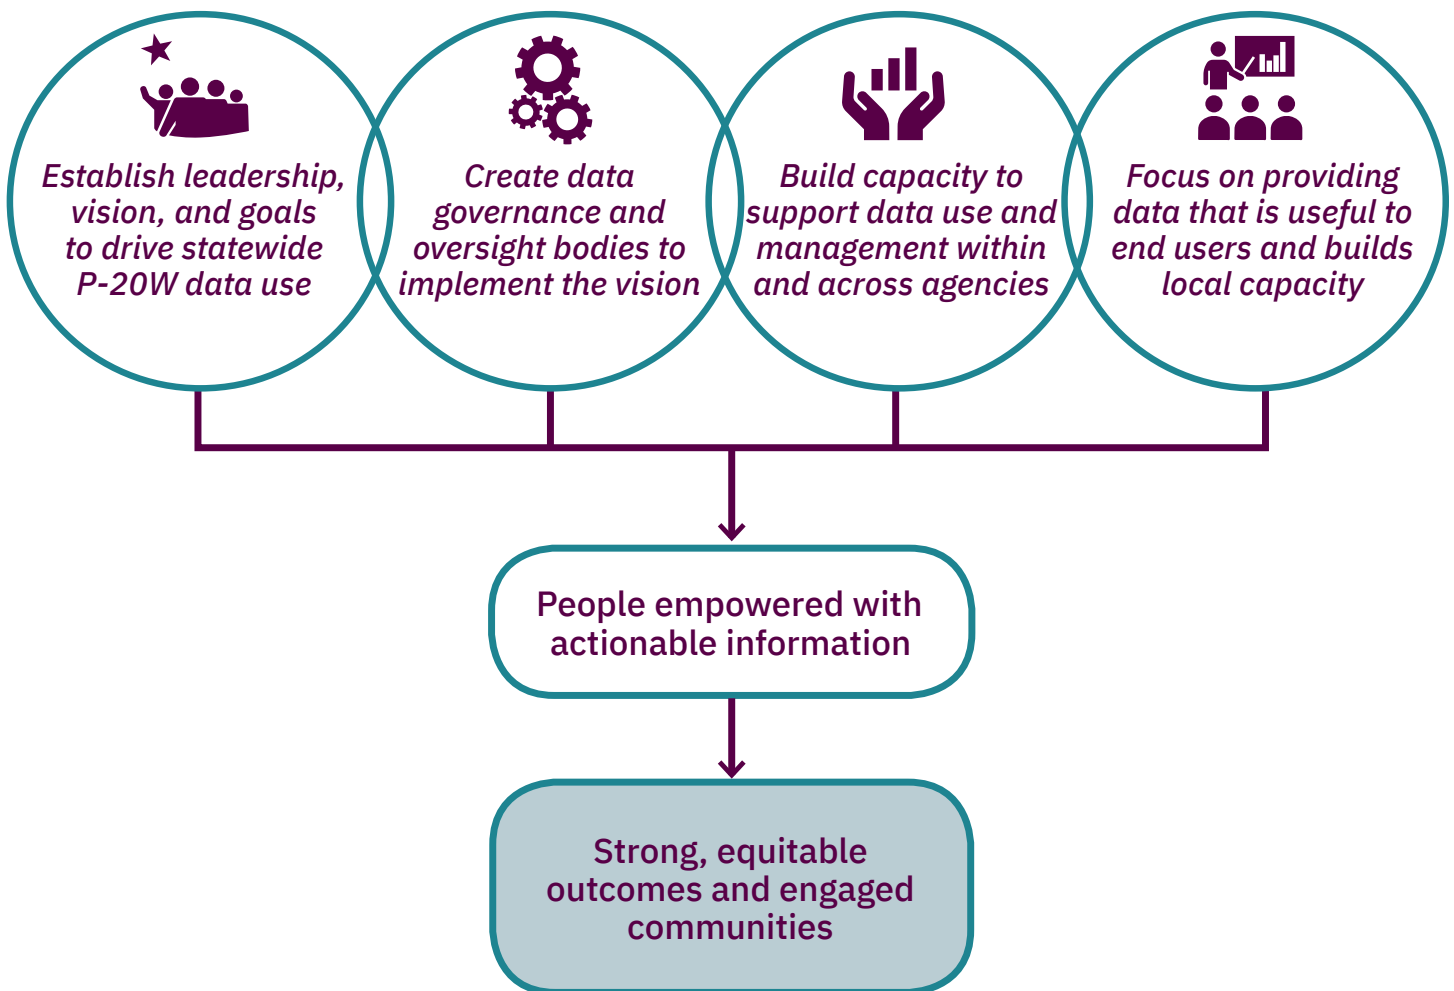 Establish leadership,
vision, and goals
to drive statewide
P-20W data use
Create data
governance and
oversight bodies to
implement the vision
Build capacity to
support data use and
management within
and across agencies
Focus on providing
data that is useful to
end users and builds
local capacity
People empowered with
actionable information
Strong, equitable
outcomes and engaged
communities